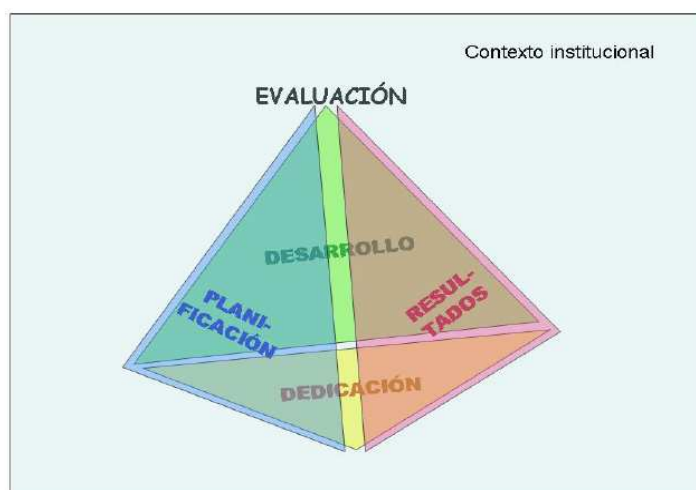 Contexto institucional
EVALUACIÓN
DESARROLLO
PLANI-
FICACIÓN
RESUL-
TADOS
DEDICACIÓN